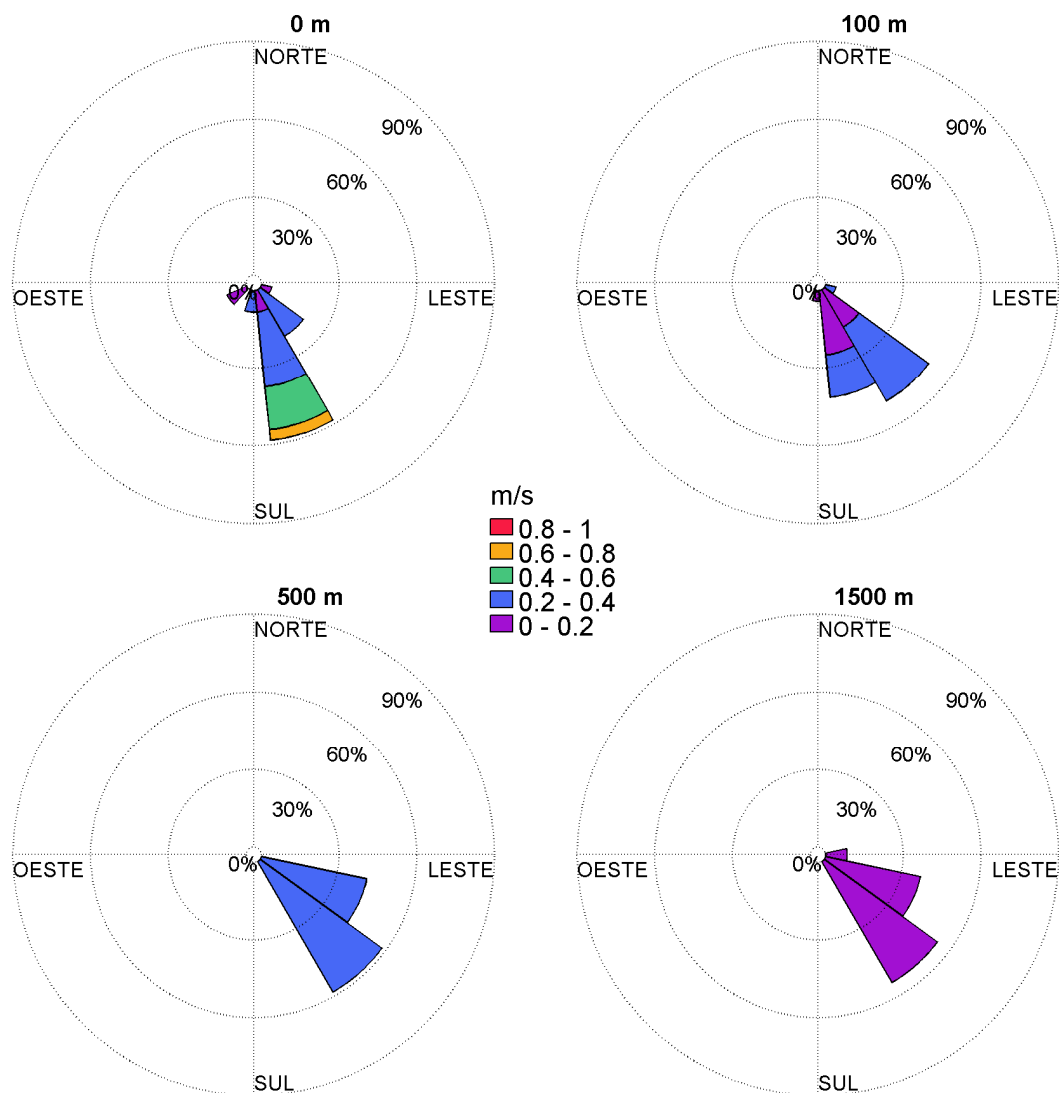 0 m
NORTE
90%
60%
30%
0%
OESTE
LESTE
SUL
100 m
NORTE
90%
60%
30%
0%
OESTE
LESTE
SUL
m/s
0.8 - 1
0.6 - 0.8
0.4 - 0.6
0.2 - 0.4
0 - 0.2
500 m
NORTE
90%
60%
30%
0%
OESTE
LESTE
SUL
1500 m
NORTE
90%
60%
30%
0%
OESTE
LESTE
SUL